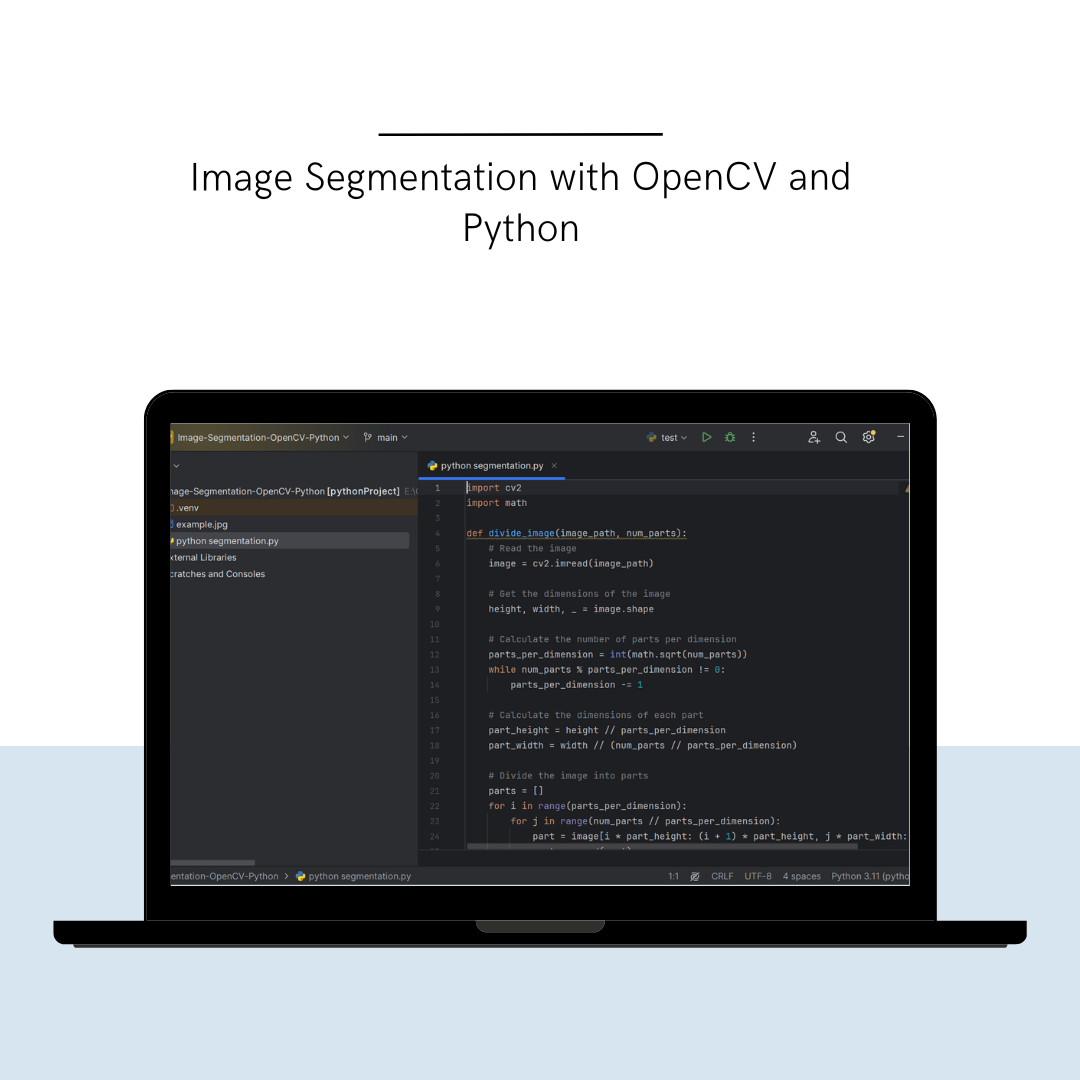 Image Segmentation with OpenCV and
Python
Image-Segmentation-OpenCV-Python main test
python segmentation.py
mage-Segmentation-OpenCV-Python [pythonProject] E:\
.venv
example.jpg
python segmentation.py
xternal Libraries
cratches and Consoles
1 import cv2
2 import math
3
4 def divide_image(image_path, num_parts):
5 # Read the image
6 image = cv2.imread(image_path)
7
8 # Get the dimensions of the image
9 height, width, _ = image.shape
10
11 # Calculate the number of parts per dimension
12 parts_per_dimension = int(math.sqrt(num_parts))
13 while num_parts % parts_per_dimension != 0:
14 parts_per_dimension -= 1
15
16 # Calculate the dimensions of each part
17 part_height = height // parts_per_dimension
18 part_width = width // (num_parts // parts_per_dimension)
19
20 # Divide the image into parts
21 parts = []
22 for i in range(parts_per_dimension):
23 for j in range(num_parts // parts_per_dimension):
24 part = image[i * part_height: (i + 1) * part_height, j * part_width:
entation-OpenCV-Python > python segmentation.py 1:1 CRLF UTF-8 4 spaces Python 3.11 (pytho